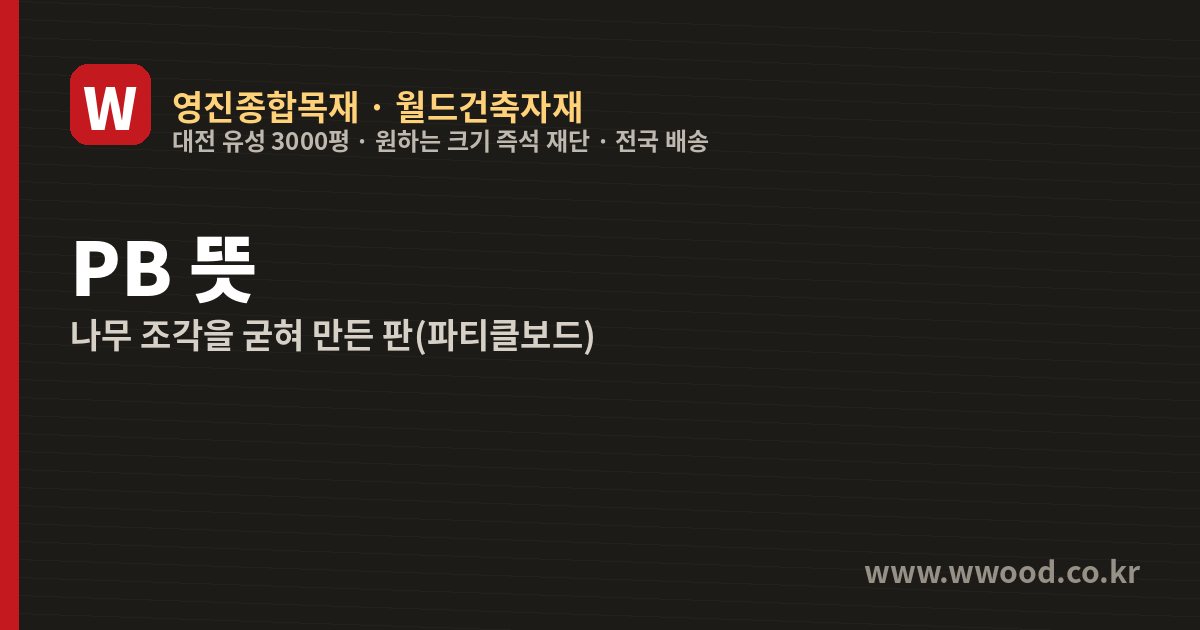 W
영진종합목재 · 월드건축자재
대전 유성 3000평 · 원하는 크기 즉석 재단 · 전국 배송
PB 뜻
나무 조각을 굳혀 만든 판(파티클보드)
www.wwood.co.kr